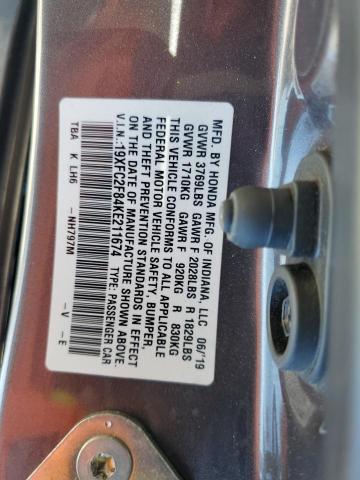 MFD. BY HONDA MFG. OF INDIANA, LLC 06/'19
GVWR 3769LBS GAWR F 2028LBS R 1829LBS
GVWR 1710KG GAWR F 920KG R 830KG
THIS VEHICLE CONFORMS TO ALL APPLICABLE
FEDERAL MOTOR VEHICLE SAFETY, BUMPER,
AND THEFT PREVENTION STANDARDS IN EFFECT
ON THE DATE OF MANUFACTURE SHOWN ABOVE.
V.I.N.:19XFC2F84KE211674 TYPE: PASSENGER CAR
TBA K LH6 -NH797M -V -E